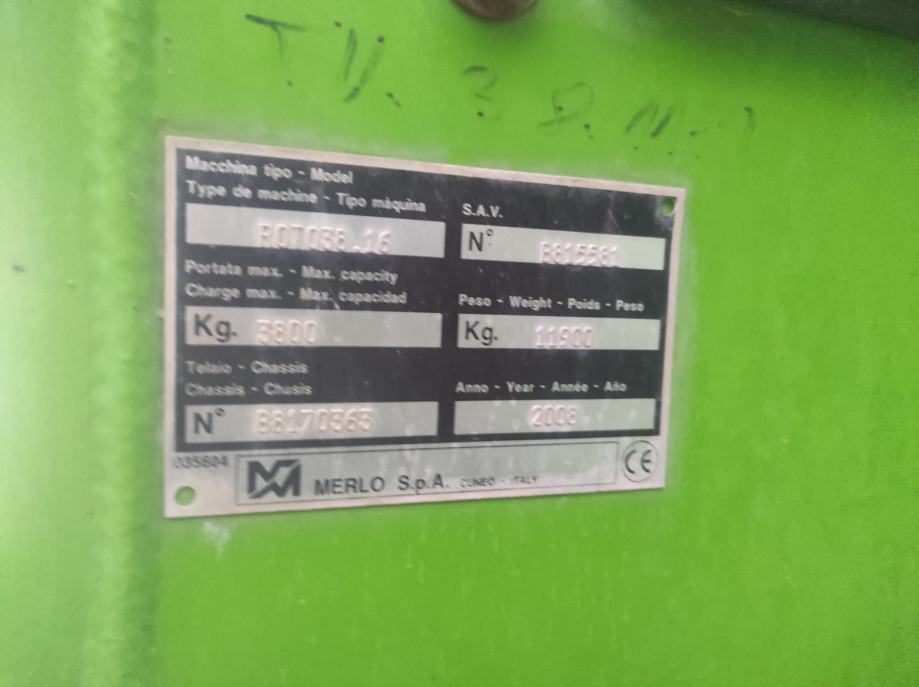 Macchina tipo - Model
Type de machine - Tipo màquina
ROTO38.16
S.A.V.
N° B815581
Portata max. - Max. capacity
Charge max. - Max. capacidad
Kg. 3800
Peso - Weight - Poids - Peso
Kg. 11900
Telaio - Chassis
Chassis - Chasis
N° B8170363
Anno - Year - Année - Año
2008
035604
MERLO S.p.A. CUNEO - ITALY
CE